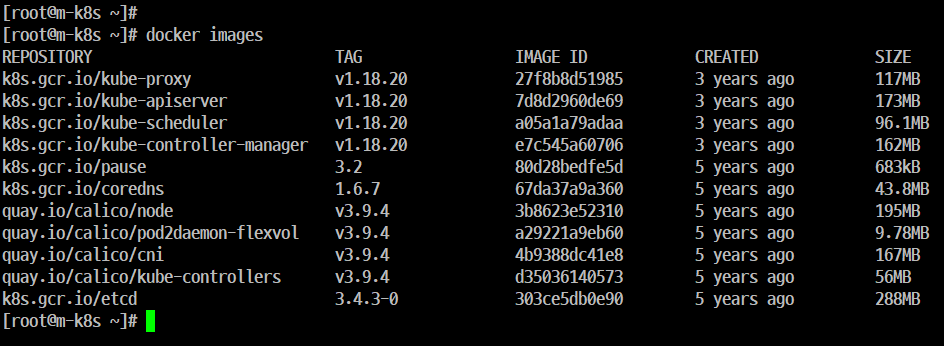 [root@m-k8s ~]#
[root@m-k8s ~]# docker images
REPOSITORY TAG IMAGE ID CREATED SIZE
k8s.gcr.io/kube-proxy v1.18.20 27f8b8d51985 3 years ago 117MB
k8s.gcr.io/kube-apiserver v1.18.20 7d8d2960de69 3 years ago 173MB
k8s.gcr.io/kube-scheduler v1.18.20 a05a1a79adaa 3 years ago 96.1MB
k8s.gcr.io/kube-controller-manager v1.18.20 e7c545a60706 3 years ago 162MB
k8s.gcr.io/pause 3.2 80d28bedfe5d 5 years ago 683kB
k8s.gcr.io/coredns 1.6.7 67da37a9a360 5 years ago 43.8MB
quay.io/calico/node v3.9.4 3b8623e52310 5 years ago 195MB
quay.io/calico/pod2daemon-flexvol v3.9.4 a29221a9eb60 5 years ago 9.78MB
quay.io/calico/cni v3.9.4 4b9388dc41e8 5 years ago 167MB
quay.io/calico/kube-controllers v3.9.4 d35036140573 5 years ago 56MB
k8s.gcr.io/etcd 3.4.3-0 303ce5db0e90 5 years ago 288MB
[root@m-k8s ~]#